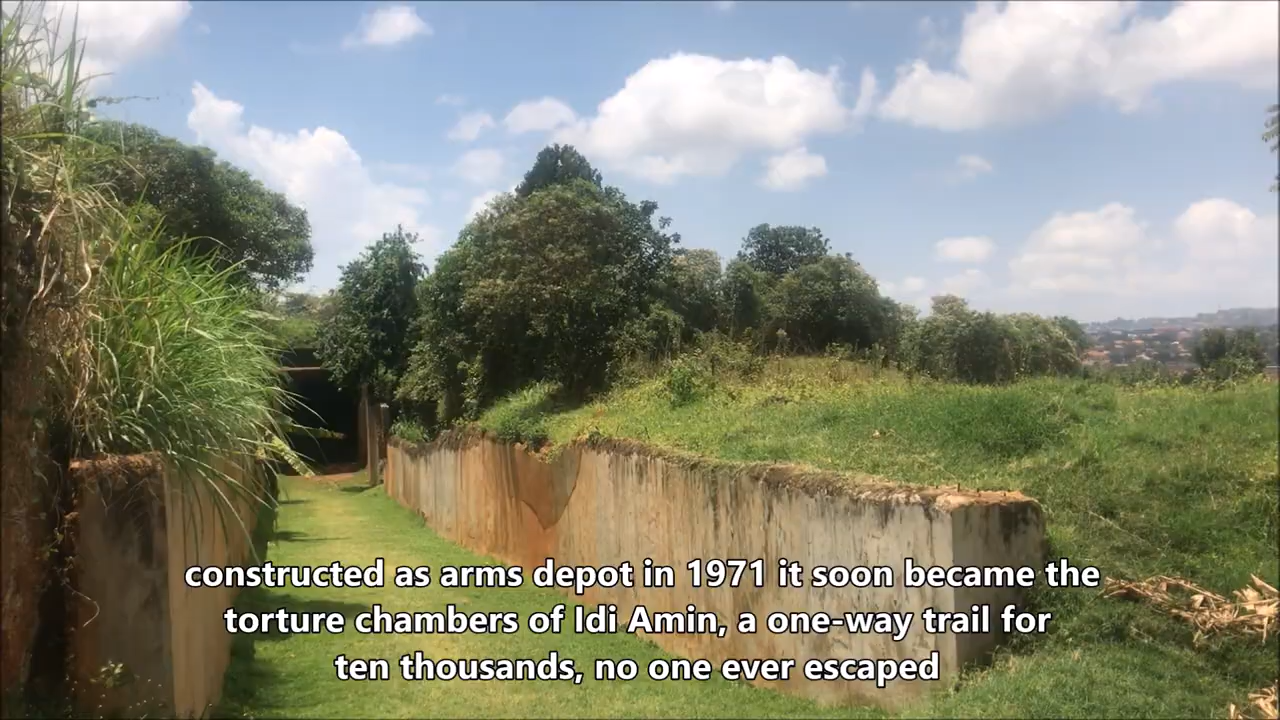 constructed as arms depot in 1971 it soon became the
torture chambers of Idi Amin, a one-way trail for
ten thousands, no one ever escaped